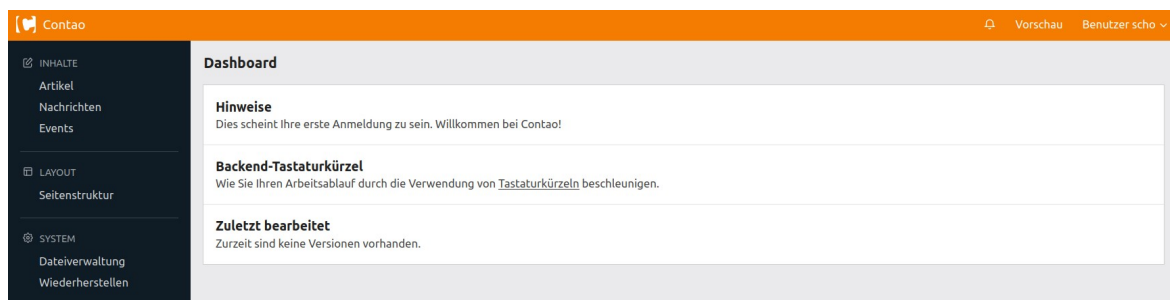 Contao
Vorschau
Benutzer scho
INHALTE
Artikel
Nachrichten
Events
LAYOUT
Seitenstruktur
SYSTEM
Dateiverwaltung
Wiederherstellen
Dashboard
Hinweise
Dies scheint Ihre erste Anmeldung zu sein. Willkommen bei Contao!
Backend-Tastaturkürzel
Wie Sie Ihren Arbeitsablauf durch die Verwendung von Tastaturkürzeln beschleunigen.
Zuletzt bearbeitet
Zurzeit sind keine Versionen vorhanden.